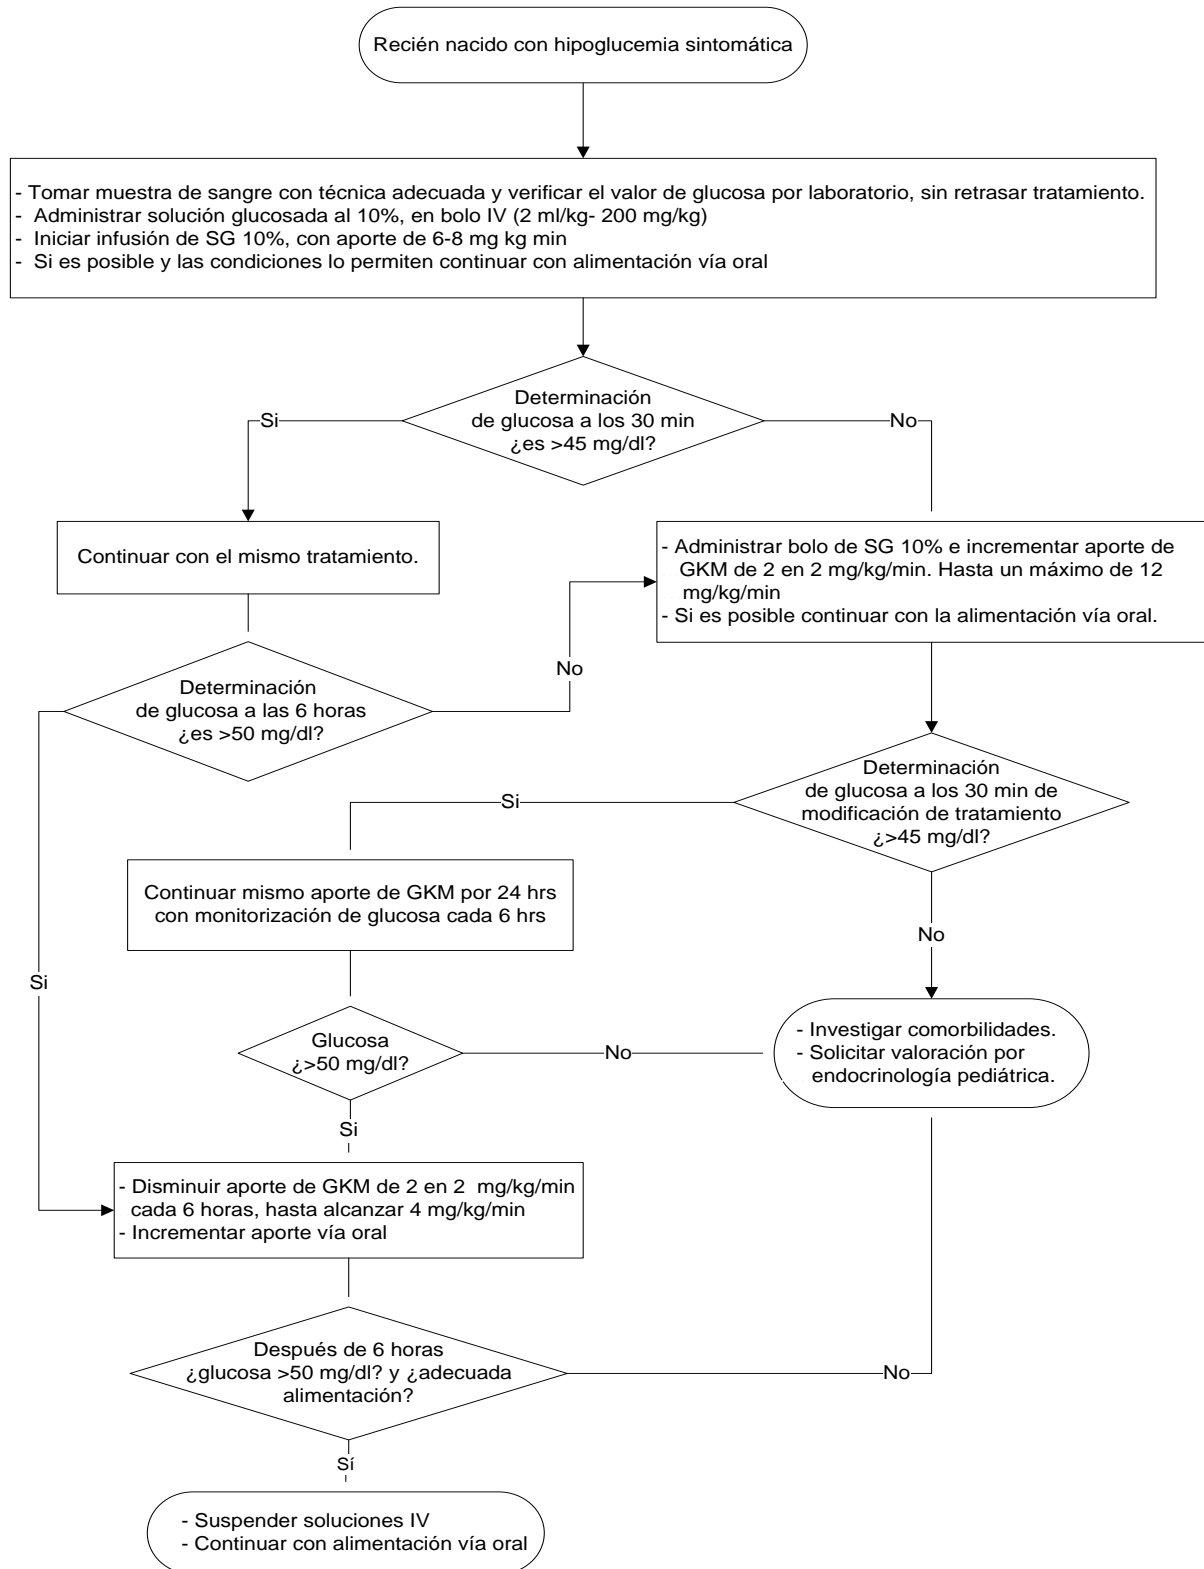 Recién nacido con hipoglucemia sintomática
- Tomar muestra de sangre con técnica adecuada y verificar el valor de glucosa por laboratorio, sin retrasar tratamiento.
- Administrar solución glucosada al 10%, en bolo IV (2 ml/kg- 200 mg/kg)
- Iniciar infusión de SG 10%, con aporte de 6-8 mg kg min
- Si es posible y las condiciones lo permiten continuar con alimentación vía oral
Determinación
de glucosa a los 30 min
¿es >45 mg/dl?
Si
No
Continuar con el mismo tratamiento.
- Administrar bolo de SG 10% e incrementar aporte de
GKM de 2 en 2 mg/kg/min. Hasta un máximo de 12
mg/kg/min
- Si es posible continuar con la alimentación vía oral.
No
Determinación
de glucosa a las 6 horas
¿es >50 mg/dl?
Determinación
de glucosa a los 30 min de
modificación de tratamiento
¿>45 mg/dl?
Si
Continuar mismo aporte de GKM por 24 hrs
con monitorización de glucosa cada 6 hrs
No
Si
Glucosa
¿>50 mg/dl?
No
- Investigar comorbilidades.
- Solicitar valoración por
endocrinología pediátrica.
Si
- Disminuir aporte de GKM de 2 en 2 mg/kg/min
cada 6 horas, hasta alcanzar 4 mg/kg/min
- Incrementar aporte vía oral
Después de 6 horas
¿glucosa >50 mg/dl? y ¿adecuada
alimentación?
No
Sí
- Suspender soluciones IV
- Continuar con alimentación vía oral